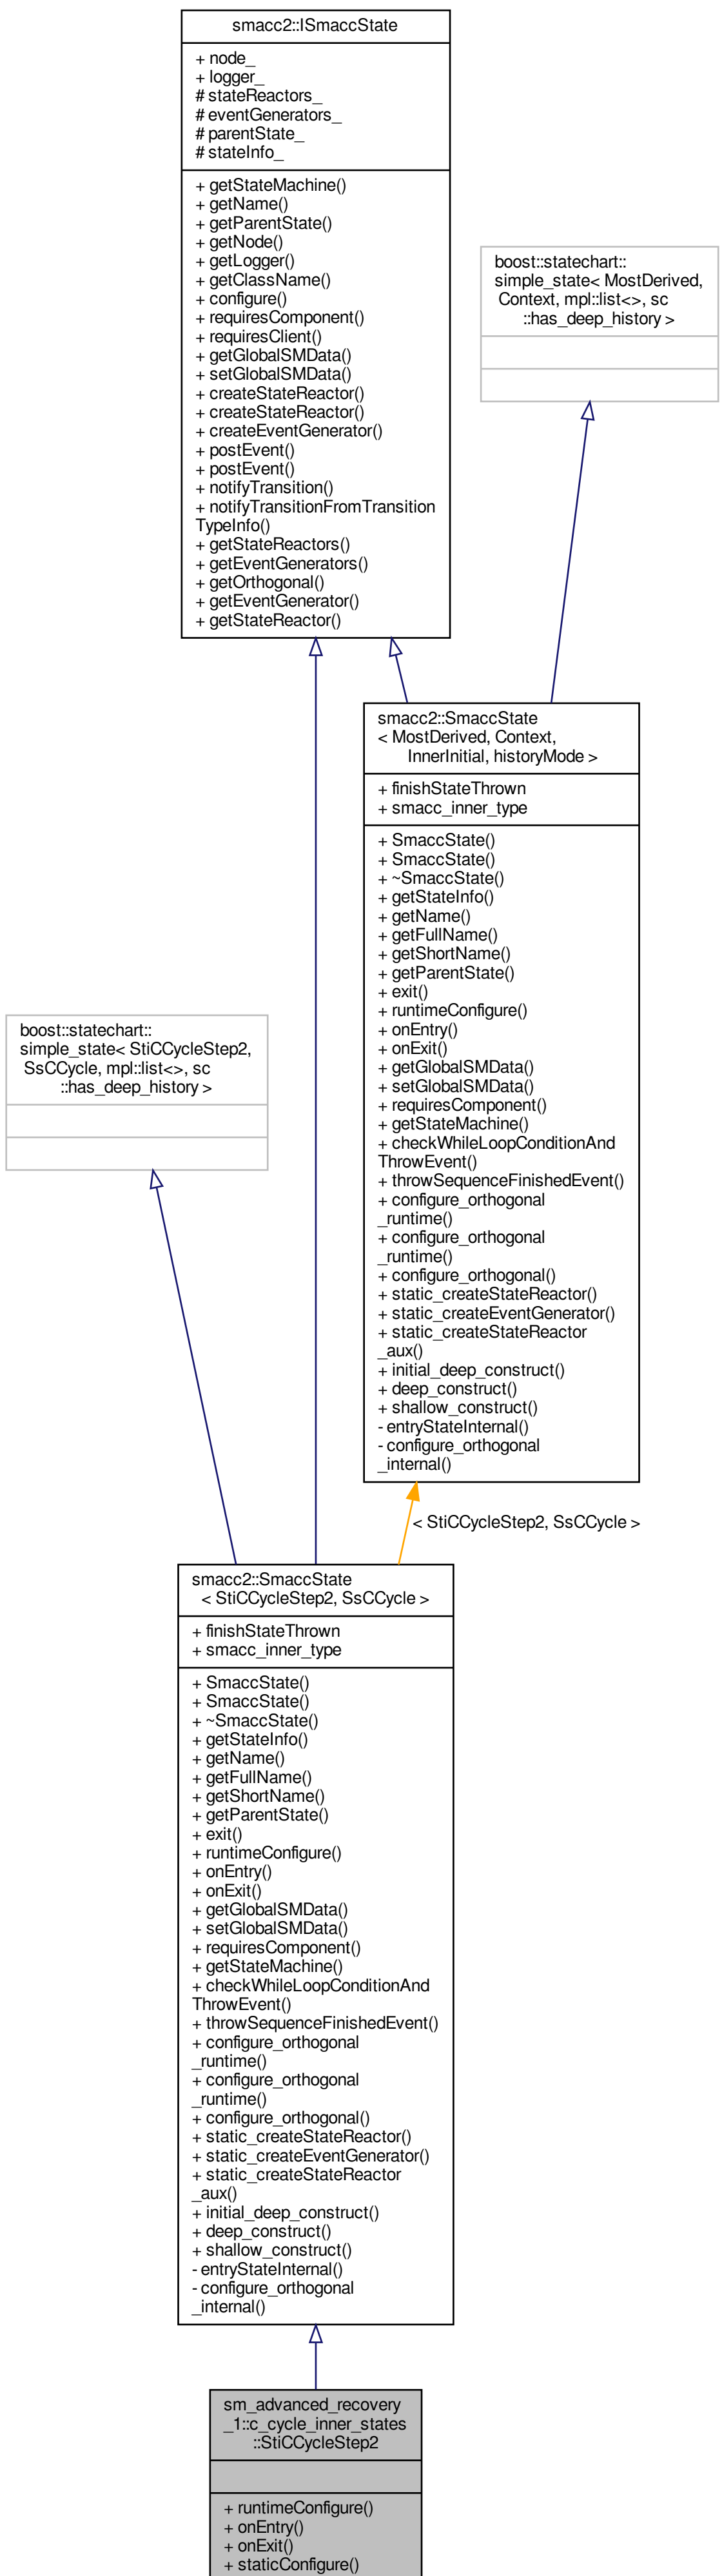 smacc2::ISmaccState
+ node_
+ logger_
# stateReactors_
# eventGenerators_
# parentState_
# stateInfo_
+ getStateMachine()
+ getName()
+ getParentState()
+ getNode()
+ getLogger()
+ getClassName()
+ configure()
+ requiresComponent()
+ requiresClient()
+ getGlobalSMData()
+ setGlobalSMData()
+ createStateReactor()
+ createStateReactor()
+ createEventGenerator()
+ postEvent()
+ postEvent()
+ notifyTransition()
+ notifyTransitionFromTransition
TypeInfo()
+ getStateReactors()
+ getEventGenerators()
+ getOrthogonal()
+ getEventGenerator()
+ getStateReactor()
boost::statechart::
simple_state< MostDerived,
Context, mpl::list<>, sc
::has_deep_history >
smacc2::SmaccState
< MostDerived, Context,
InnerInitial, historyMode >
+ finishStateThrown
+ smacc_inner_type
+ SmaccState()
+ SmaccState()
+ ~SmaccState()
+ getStateInfo()
+ getName()
+ getFullName()
+ getShortName()
+ getParentState()
+ exit()
+ runtimeConfigure()
+ onEntry()
+ onExit()
+ getGlobalSMData()
+ setGlobalSMData()
+ requiresComponent()
+ getStateMachine()
+ checkWhileLoopConditionAnd
ThrowEvent()
+ throwSequenceFinishedEvent()
+ configure_orthogonal
_runtime()
+ configure_orthogonal
_runtime()
+ configure_orthogonal()
+ static_createStateReactor()
+ static_createEventGenerator()
+ static_createStateReactor
_aux()
+ initial_deep_construct()
+ deep_construct()
+ shallow_construct()
- entryStateInternal()
- configure_orthogonal
_internal()
boost::statechart::
simple_state< StiCCycleStep2,
SsCCycle, mpl::list<>, sc
::has_deep_history >
< StiCCycleStep2, SsCCycle >
smacc2::SmaccState
< StiCCycleStep2, SsCCycle >
+ finishStateThrown
+ smacc_inner_type
+ SmaccState()
+ SmaccState()
+ ~SmaccState()
+ getStateInfo()
+ getName()
+ getFullName()
+ getShortName()
+ getParentState()
+ exit()
+ runtimeConfigure()
+ onEntry()
+ onExit()
+ getGlobalSMData()
+ setGlobalSMData()
+ requiresComponent()
+ getStateMachine()
+ checkWhileLoopConditionAnd
ThrowEvent()
+ throwSequenceFinishedEvent()
+ configure_orthogonal
_runtime()
+ configure_orthogonal
_runtime()
+ configure_orthogonal()
+ static_createStateReactor()
+ static_createEventGenerator()
+ static_createStateReactor
_aux()
+ initial_deep_construct()
+ deep_construct()
+ shallow_construct()
- entryStateInternal()
- configure_orthogonal
_internal()
sm_advanced_recovery
_1::c_cycle_inner_states
::StiCCycleStep2
+ runtimeConfigure()
+ onEntry()
+ onExit()
+ staticConfigure()